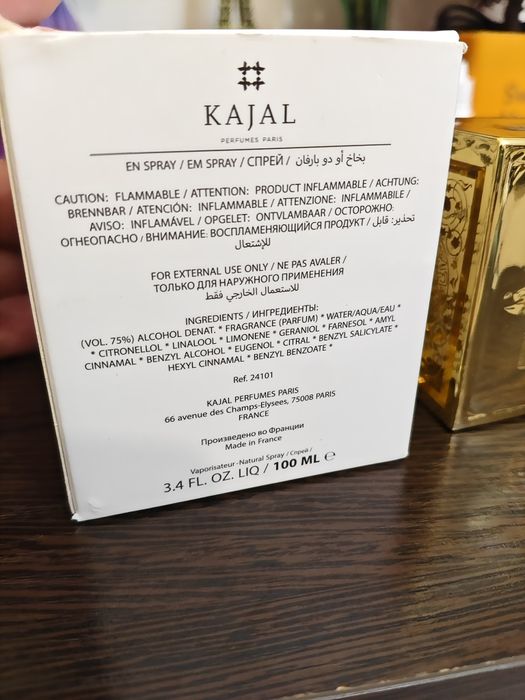 KAJAL
PERFUMES PARIS
EN SPRAY / EM SPRAY / СПРЕЙ / بخاخ أو دو بارفان
CAUTION: FLAMMABLE / ATTENTION: PRODUCT INFLAMMABLE / ACHTUNG:
BRENNBAR / ATENCIÓN: INFLAMMABLE / ATTENZIONE: INFLAMMABILE /
AVISO: INFLAMÁVEL / OPGELET: ONTVLAMBAAR / ОСТОРОЖНО:
ОГНЕОПАСНО / ВНИМАНИЕ: ВОСПЛАМЕНЯЮЩИЙСЯ ПРОДУКТ / تحذير: قابل
للإشتعال
FOR EXTERNAL USE ONLY / NE PAS AVALER /
ТОЛЬКО ДЛЯ НАРУЖНОГО ПРИМЕНЕНИЯ
للاستعمال الخارجي فقط
INGREDIENTS / ИНГРЕДИЕНТЫ:
(VOL. 75%) ALCOHOL DENAT. * FRAGRANCE (PARFUM) * WATER/AQUA/EAU *
* CITRONELLOL * LINALOOL * LIMONENE * GERANIOL * FARNESOL * AMYL
CINNAMAL * BENZYL ALCOHOL * EUGENOL * CITRAL * BENZYL SALICYLATE *
HEXYL CINNAMAL * BENZYL BENZOATE *
Ref. 24101
KAJAL PERFUMES PARIS
66 avenue des Champs-Elysees, 75008 PARIS
FRANCE
Произведено во Франции
Made in France
Vaporisateur - Natural Spray / Спрей /
3.4 FL. OZ. LIQ / 100 ML ℮